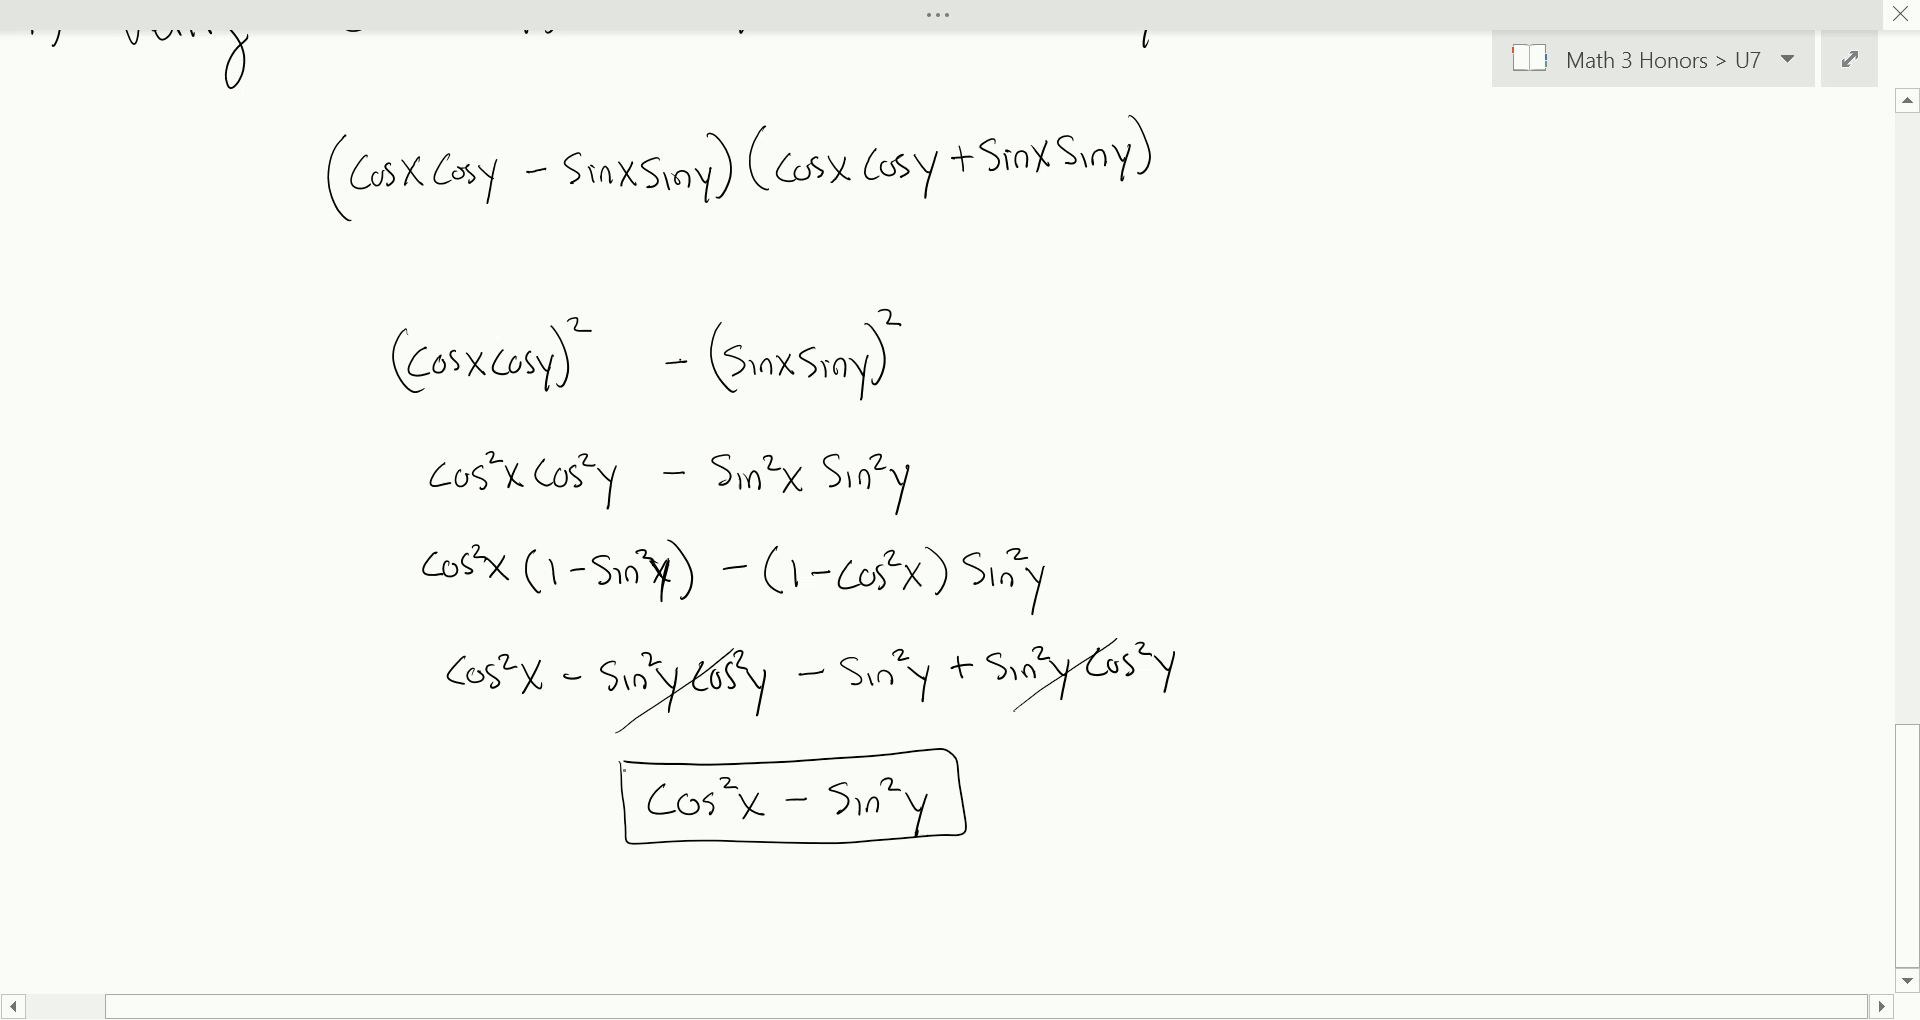 Math 3 Honors > U7
(cosx cosy - sinx siny)(cosx cosy + sinx siny)
(cosx cosy)² - (sinx siny)²
cos²x cos²y - sin²x sin²y
cos²x (1 - sin²y) - (1 - cos²x) sin²y
cos²x - sin²y cos²y - sin²y + sin²y cos²y
cos²x - sin²y